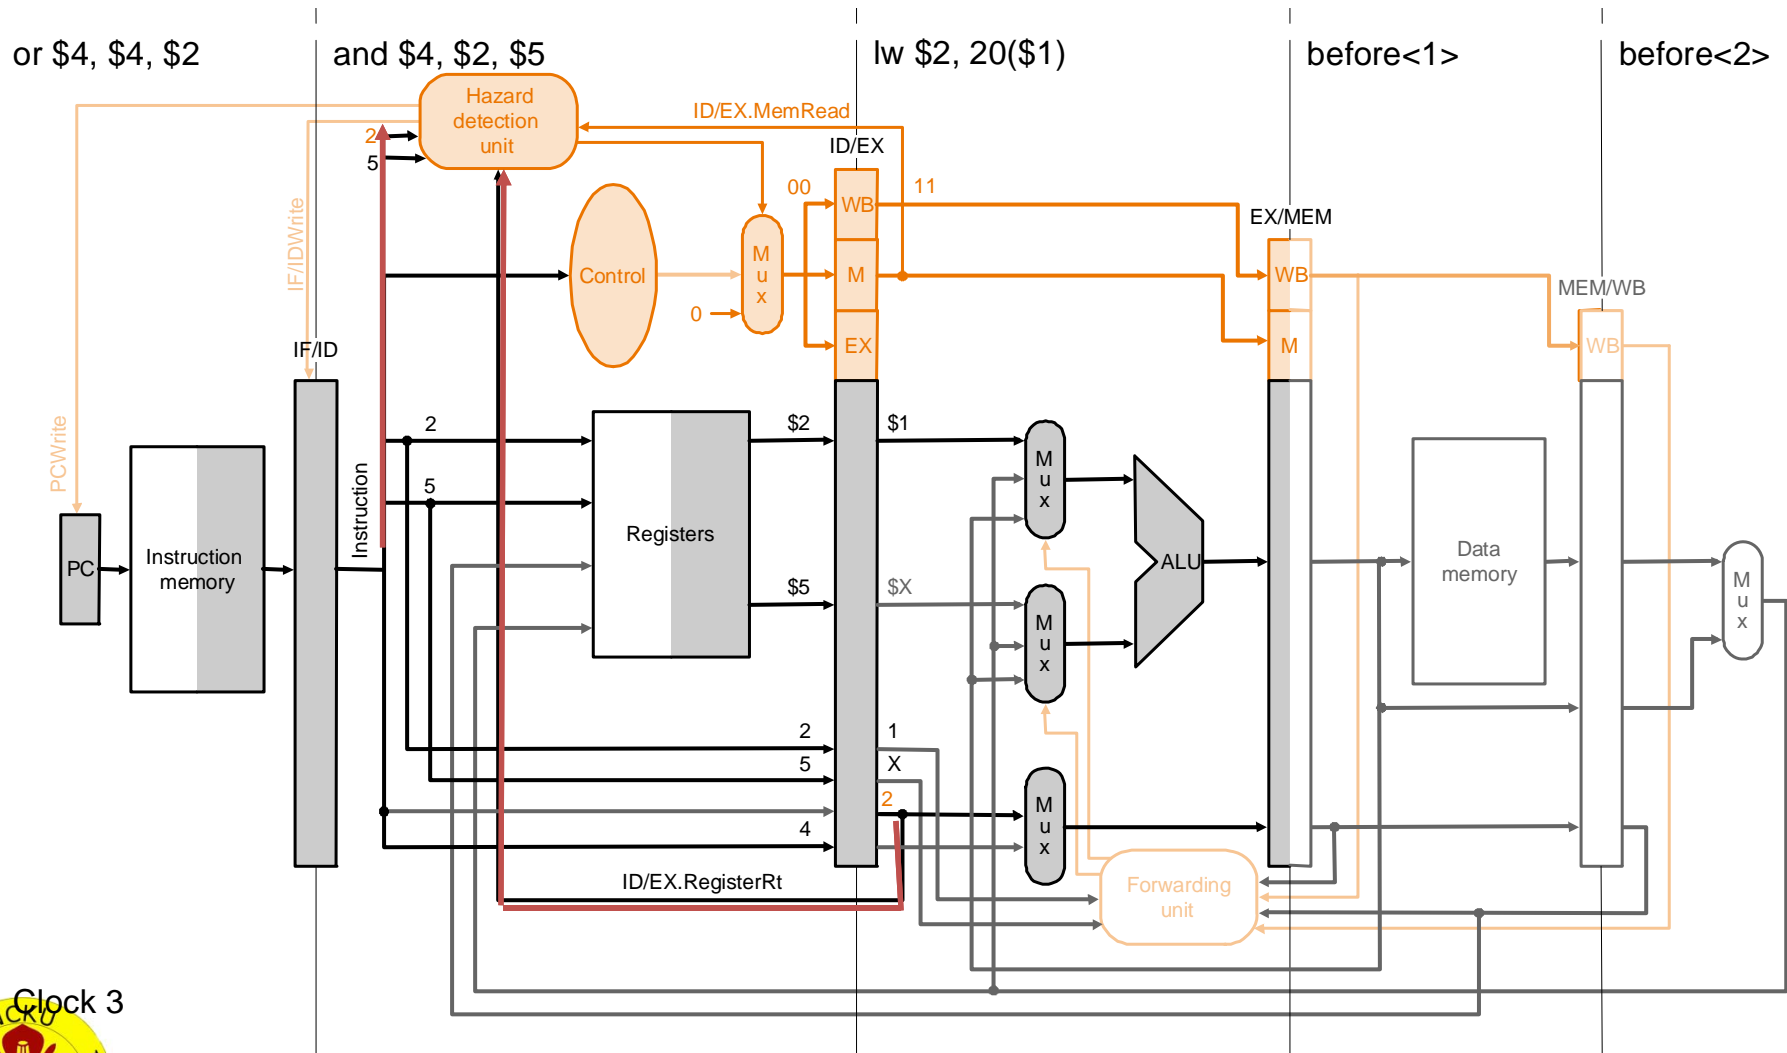 or $4, $4, $2
and $4, $2, $5
lw $2, 20($1)
before<1>
before<2>
Hazard
detection
unit
ID/EX.MemRead
2
5
ID/EX
00
11
WB
EX/MEM
IF/IDWrite
Control
M
u
x
M
WB
MEM/WB
0
EX
M
WB
IF/ID
PCWrite
2
$2
$1
M
u
x
Instruction
5
Registers
PC
Instruction
memory
ALU
Data
memory
M
u
x
$5
$X
M
u
x
2
1
5
X
2
4
M
u
x
ID/EX.RegisterRt
Forwarding
unit
Clock 3
NCKU